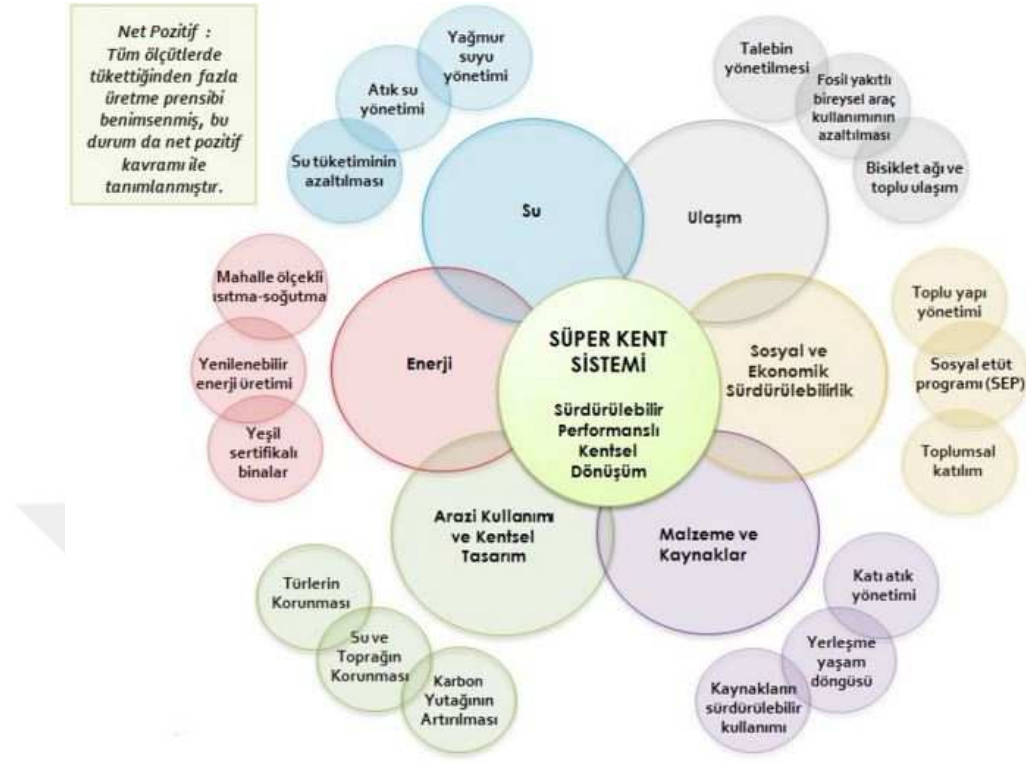 Net Pozitif :
Tüm ölçütlerde
tükettiğinden fazla
üretme prensibi
benimsenmiş, bu
durum da net pozitif
kavramı ile
tanımlanmıştır.
Yağmur
suyu
yönetimi
Atık su
yönetimi
Su tüketiminin
azaltılması
Su
Talebin
yönetilmesi
Fosil yakıtlı
bireysel araç
kullanımının
azaltılması
Bisiklet ağı ve
toplu ulaşım
Ulaşım
Mahalle ölçekli
ısıtma-soğutma
Yenilenebilir
enerji üretimi
Yeşil
sertifikalı
binalar
Enerji
SÜPER KENT
SİSTEMİ
Sürdürülebilir
Performanslı
Kentsel
Dönüşüm
Sosyal ve
Ekonomik
Sürdürülebilirlik
Toplu yapı
yönetimi
Sosyal etüt
programı (SEP)
Toplumsal
katılım
Arazi Kullanımı
ve Kentsel
Tasarım
Türlerin
Korunması
Su ve
Toprağın
Korunması
Karbon
Yutağının
Artırılması
Malzeme ve
Kaynaklar
Katı atık
yönetimi
Yerleşme
yaşam
döngüsü
Kaynakların
sürdürülebilir
kullanımı